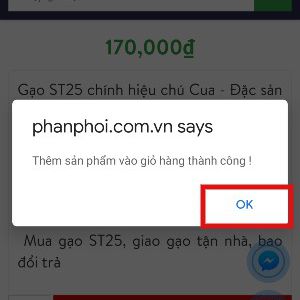 170,000₫
Gạo ST25 chính hiệu chú Cua - Đặc sản
phanphoi.com.vn says
Thêm sản phẩm vào giỏ hàng thành công !
OK
Mua gạo ST25, giao gạo tận nhà, bao
đổi trả